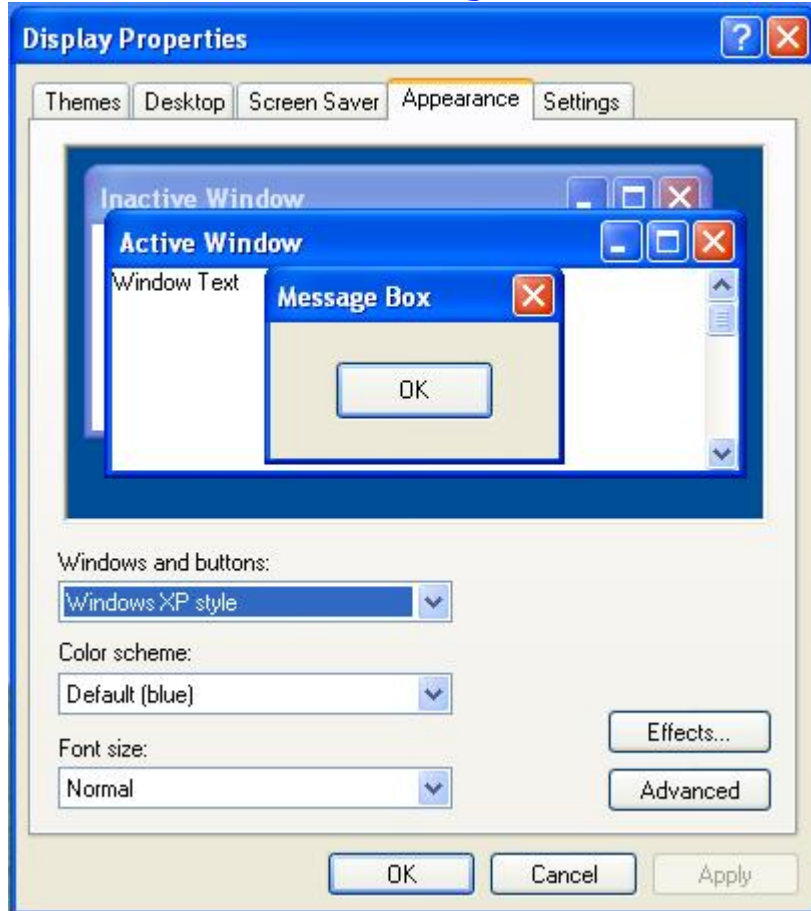 Display Properties
Themes Desktop Screen Saver Appearance Settings
Inactive Window
Active Window
Window Text
Message Box
OK
Windows and buttons:
Windows XP style
Color scheme:
Default (blue)
Effects...
Font size:
Normal
Advanced
OK Cancel Apply